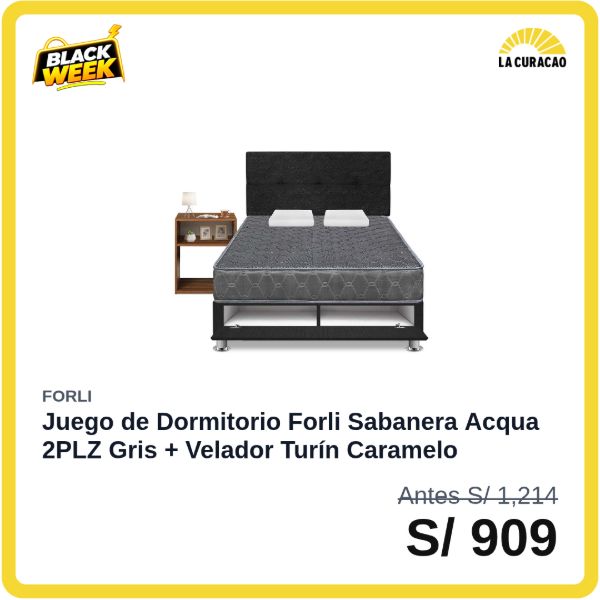 BLACK
WEEK
LA CURACAO
FORLI
Juego de Dormitorio Forli Sabanera Acqua
2PLZ Gris + Velador Turín Caramelo
Antes S/ 1,214
S/ 909